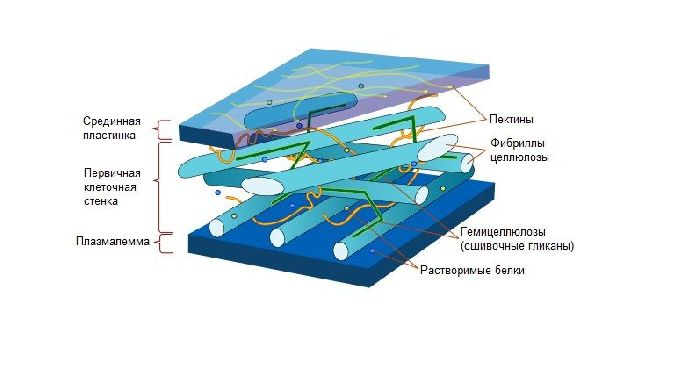 Срединная
пластинка
Первичная
клеточная
стенка
Плазмалемма
Пектины
Фибриллы
целлюлозы
Гемицеллюлозы
(сшивочные гликаны)
Растворимые белки